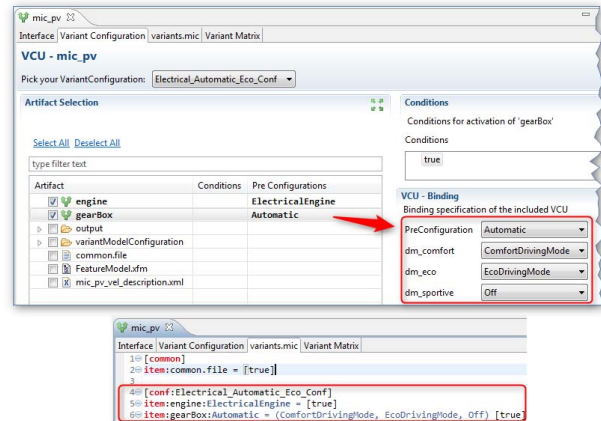 mic_pv
Interface Variant Configuration variants.mic Variant Matrix
VCU - mic_pv
Pick your VariantConfiguration: Electrical_Automatic_Eco_Conf
Artifact Selection
Select All Deselect All
type filter text
Artifact Conditions Pre Configurations
engine ElectricalEngine
gearBox Automatic
output
variantModelConfiguration
common.file
FeatureModel.xfm
mic_pv_vel_description.xml
Conditions
Conditions for activation of 'gearBox'
Conditions
true
VCU - Binding
Binding specification of the included VCU
PreConfiguration Automatic
dm_comfort ComfortDrivingMode
dm_eco EcoDrivingMode
dm_sportive Off
mic_pv
Interface Variant Configuration variants.mic Variant Matrix
1 [common]
2 item:common.file = [true]
3
4 [conf:Electrical_Automatic_Eco_Conf]
5 item:engine:ElectricalEngine = [true]
6 item:gearBox:Automatic = (ComfortDrivingMode, EcoDrivingMode, Off) [true]